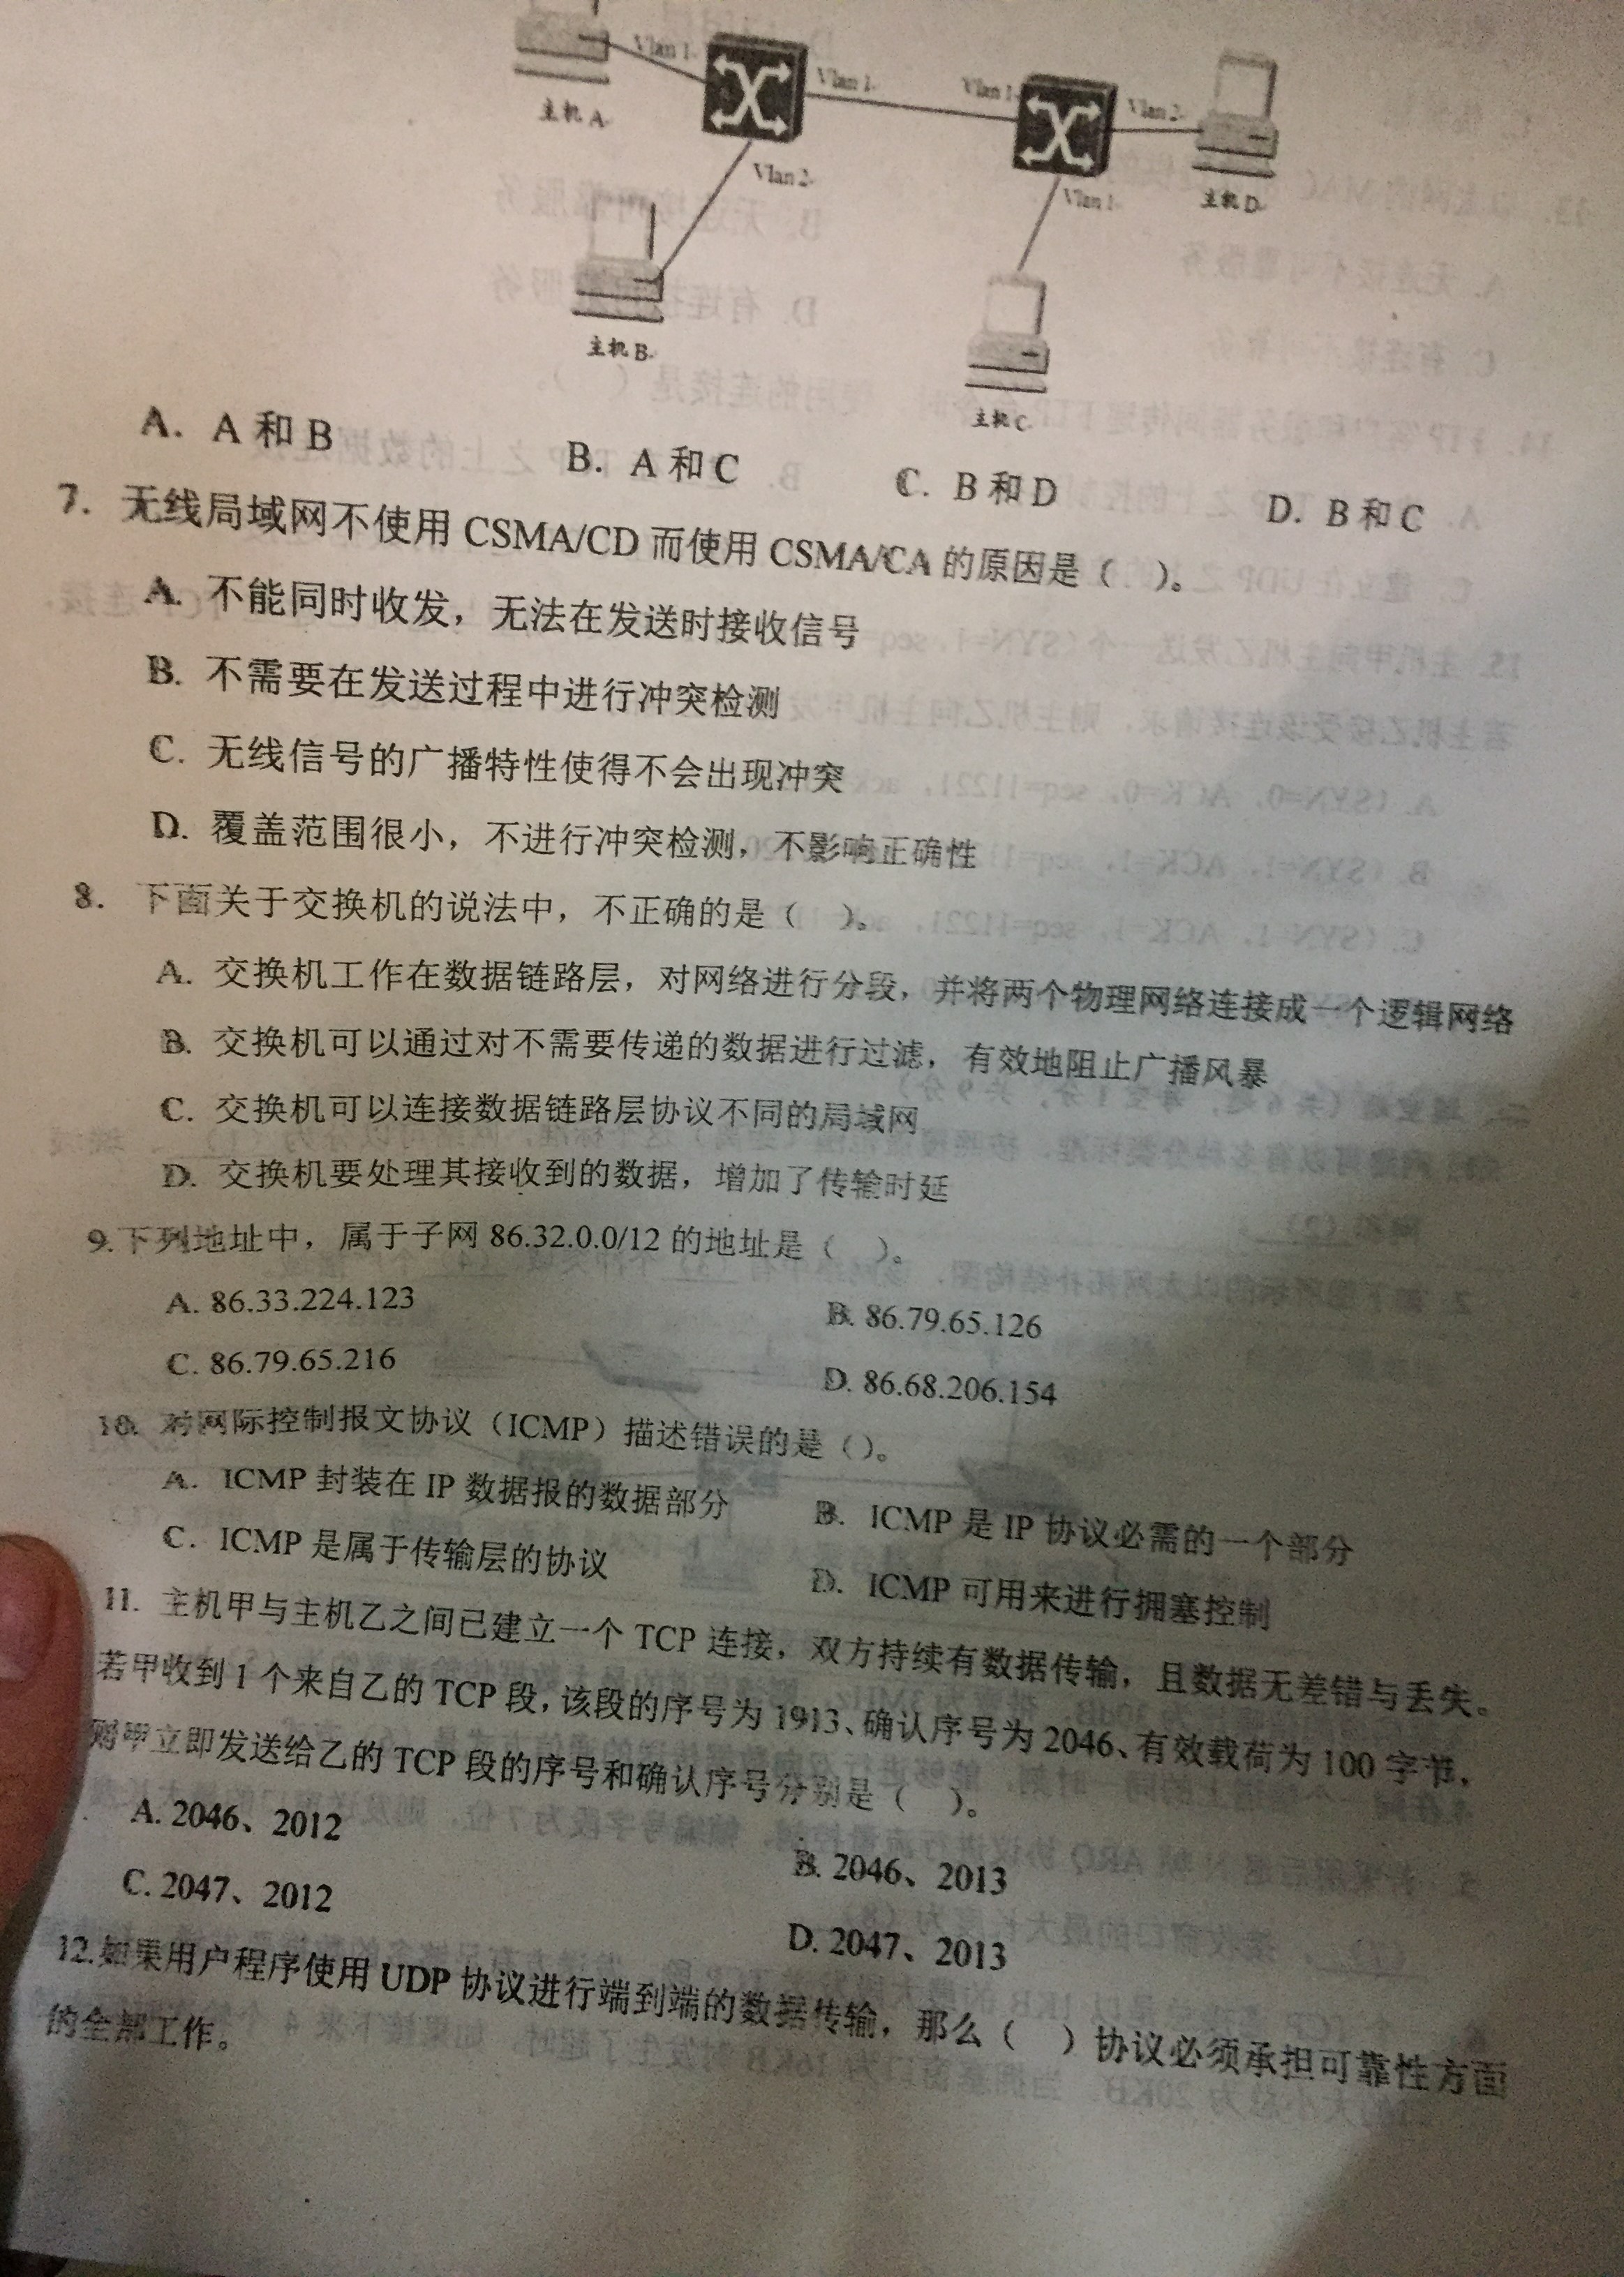 Vlan 1
Vlan 1
Vlan 1
Vlan 2
主机 A
Vlan 2
Vlan 1
主机 D
主机 B
主机 C
A. A 和 B
B. A 和 C
C. B 和 D
D. B 和 C
7. 无线局域网不使用 CSMA/CD 而使用 CSMA/CA 的原因是（ ）。
A. 不能同时收发，无法在发送时接收信号
B. 不需要在发送过程中进行冲突检测
C. 无线信号的广播特性使得不会出现冲突
D. 覆盖范围很小，不进行冲突检测，不影响正确性
8. 下面关于交换机的说法中，不正确的是（ ）。
A. 交换机工作在数据链路层，对网络进行分段，并将两个物理网络连接成一个逻辑网络
B. 交换机可以通过对不需要传递的数据进行过滤，有效地阻止广播风暴
C. 交换机可以连接数据链路层协议不同的局域网
D. 交换机要处理其接收到的数据，增加了传输时延
9.下列地址中，属于子网 86.32.0.0/12 的地址是（ ）。
A. 86.33.224.123
B. 86.79.65.126
C. 86.79.65.216
D. 86.68.206.154
10. 对网际控制报文协议（ICMP）描述错误的是（）。
A. ICMP 封装在 IP 数据报的数据部分
B. ICMP 是 IP 协议必需的一个部分
C. ICMP 是属于传输层的协议
D. ICMP 可用来进行拥塞控制
11. 主机甲与主机乙之间已建立一个 TCP 连接，双方持续有数据传输，且数据无差错与丢失。
若甲收到 1 个来自乙的 TCP 段，该段的序号为 1913、确认序号为 2046、有效载荷为 100 字节，
则甲立即发送给乙的 TCP 段的序号和确认序号分别是（ ）。
A. 2046、2012
B. 2046、2013
C. 2047、2012
D. 2047、2013
12.如果用户程序使用 UDP 协议进行端到端的数据传输，那么（ ）协议必须承担可靠性方面
的全部工作。